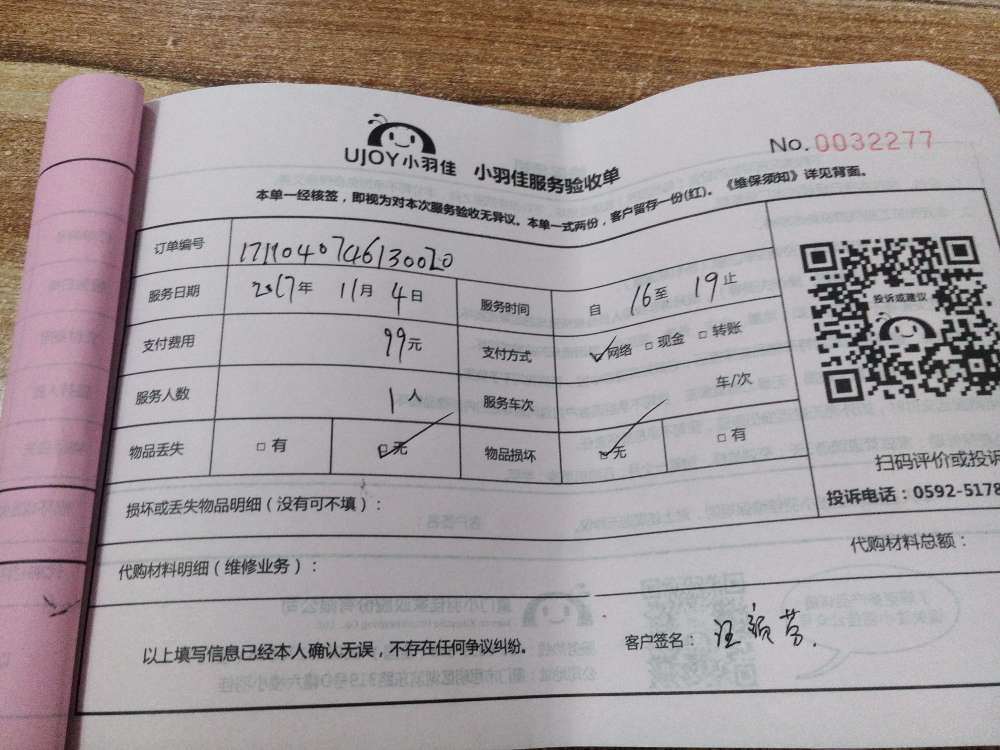 UJOY小羽佳 小羽佳服务验收单
No. 0032277
本单一经核签，即视为对本次服务验收无异议。本单一式两份，客户留存一份(红)。《维保须知》详见背面。
订单编号 1711040746130020
服务日期 2017年 11月 4日 服务时间 自 16至 19止
支付费用 99元 支付方式 网络 现金 转账
服务人数 1人 服务车次 车/次
物品丢失 有 无 物品损坏 无 有
投诉或建议
扫码评价或投诉
投诉电话：0592-5178
损坏或丢失物品明细（没有可不填）：
代购材料明细（维修业务）： 代购材料总额：
以上填写信息已经本人确认无误，不存在任何争议纠纷。 客户签名：